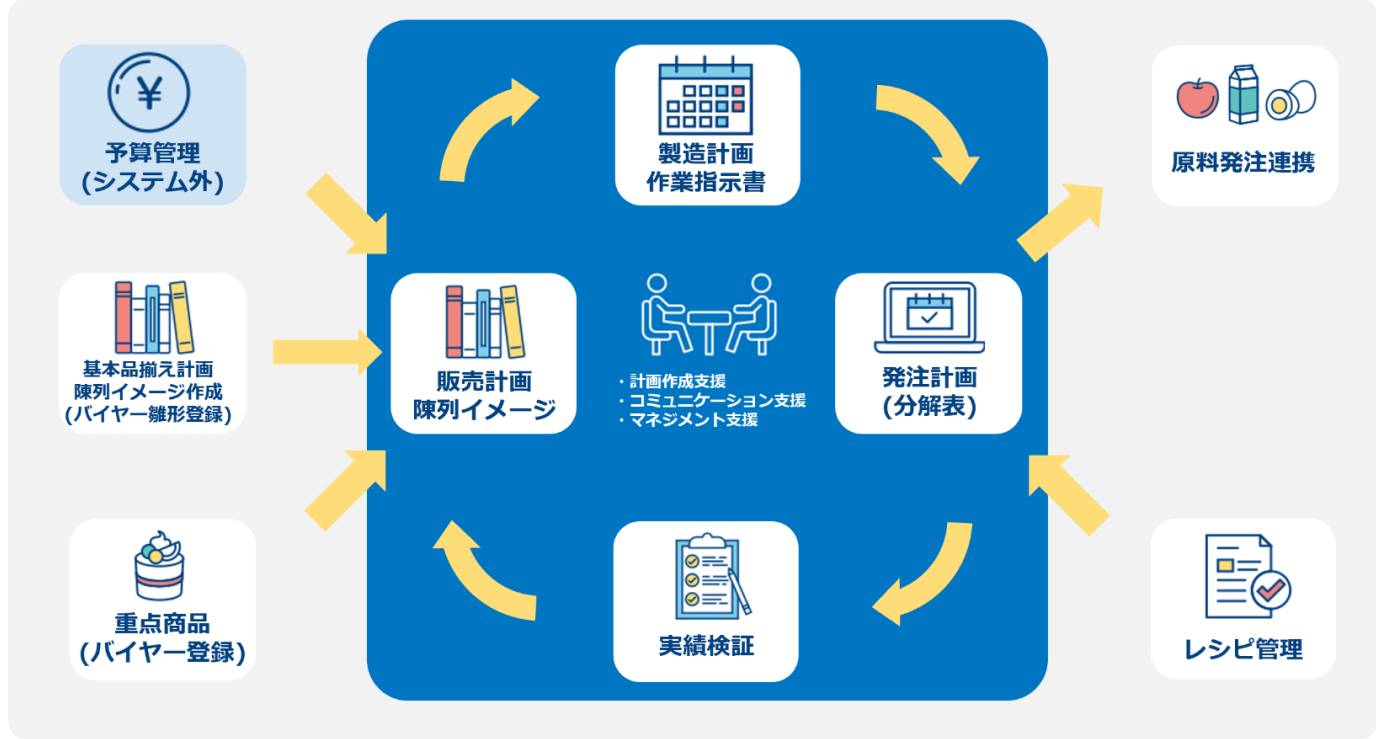 ¥
予算管理
(システム外)
基本品揃え計画
陳列イメージ作成
(バイヤー雛形登録)
重点商品
(バイヤー登録)
製造計画
作業指示書
販売計画
陳列イメージ
・計画作成支援
・コミュニケーション支援
・マネジメント支援
発注計画
(分解表)
実績検証
原料発注連携
レシピ管理